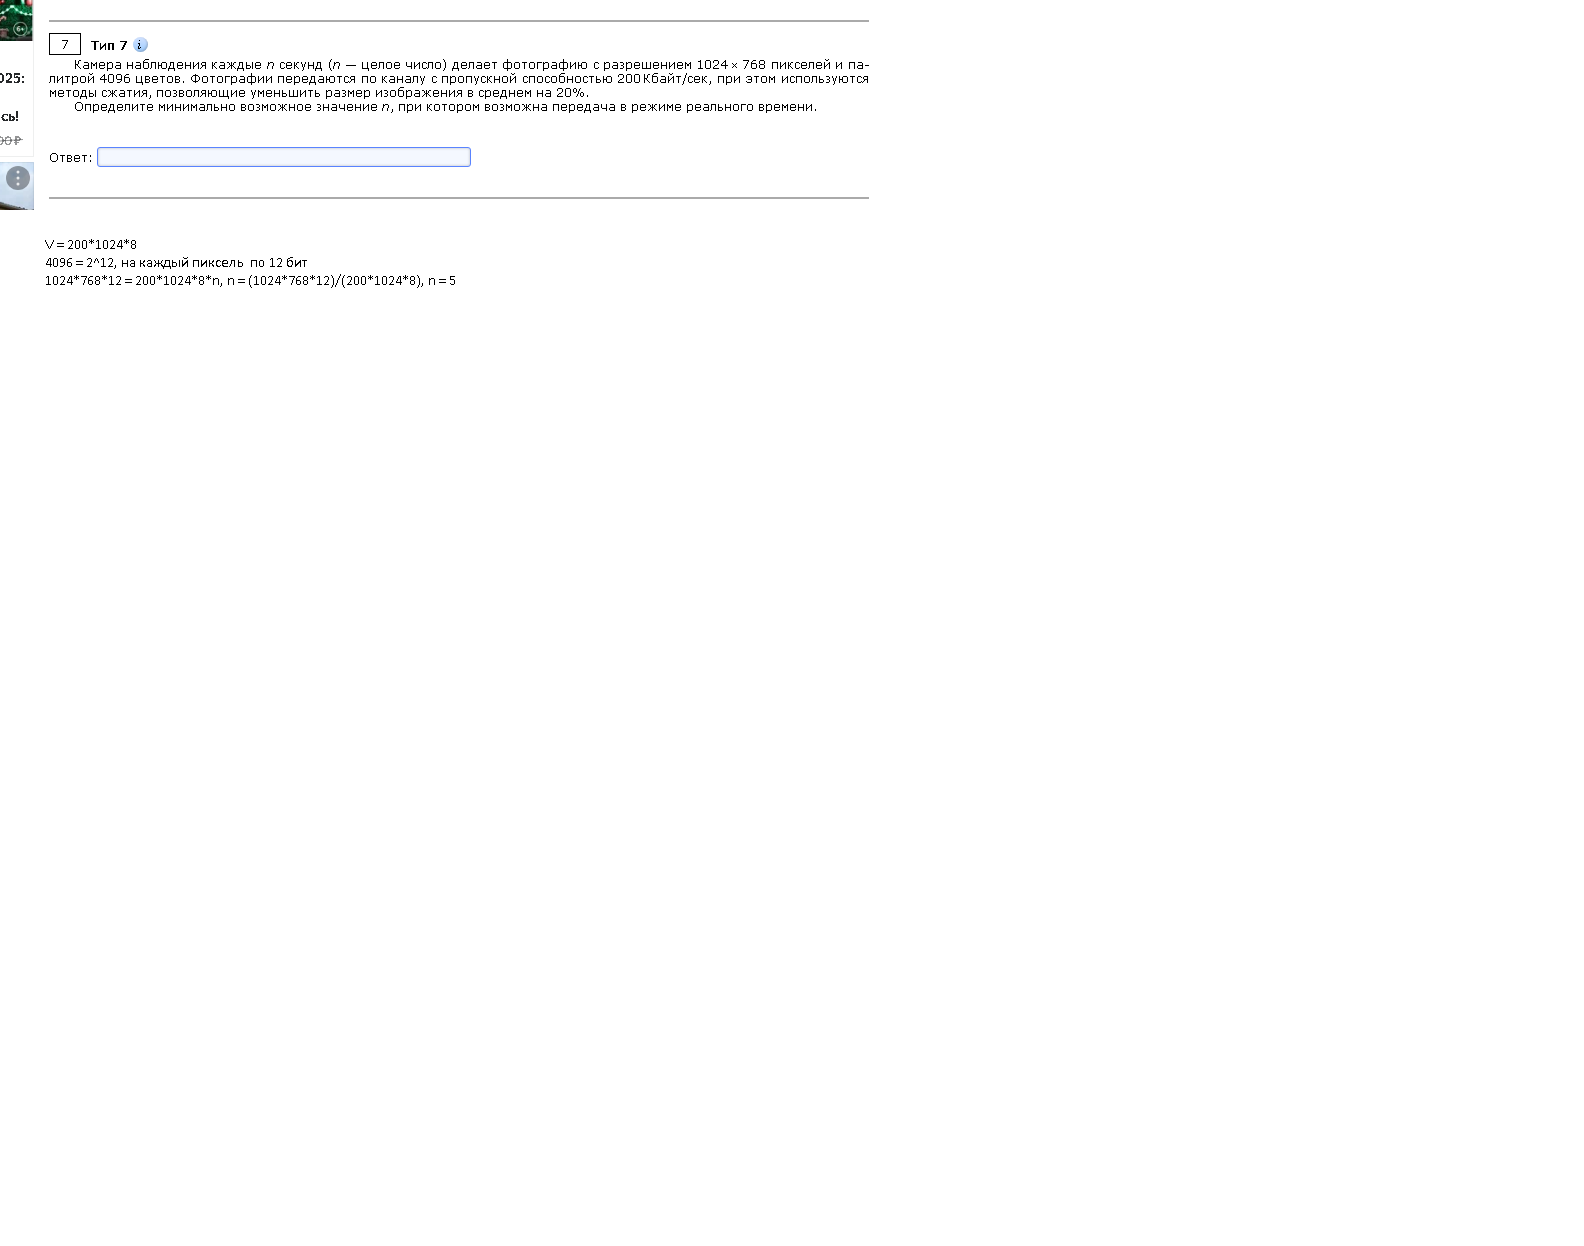 6+
7 Тип 7 i
025:
Камера наблюдения каждые n секунд (n — целое число) делает фотографию с разрешением 1024 × 768 пикселей и па-
литрой 4096 цветов. Фотографии передаются по каналу с пропускной способностью 200 Кбайт/сек, при этом используются
методы сжатия, позволяющие уменьшить размер изображения в среднем на 20%.
Определите минимально возможное значение n, при котором возможна передача в режиме реального времени.
сь!
00₽
Ответ:
V = 200*1024*8
4096 = 2^12, на каждый пиксель  по 12 бит
1024*768*12 = 200*1024*8*n, n = (1024*768*12)/(200*1024*8), n = 5